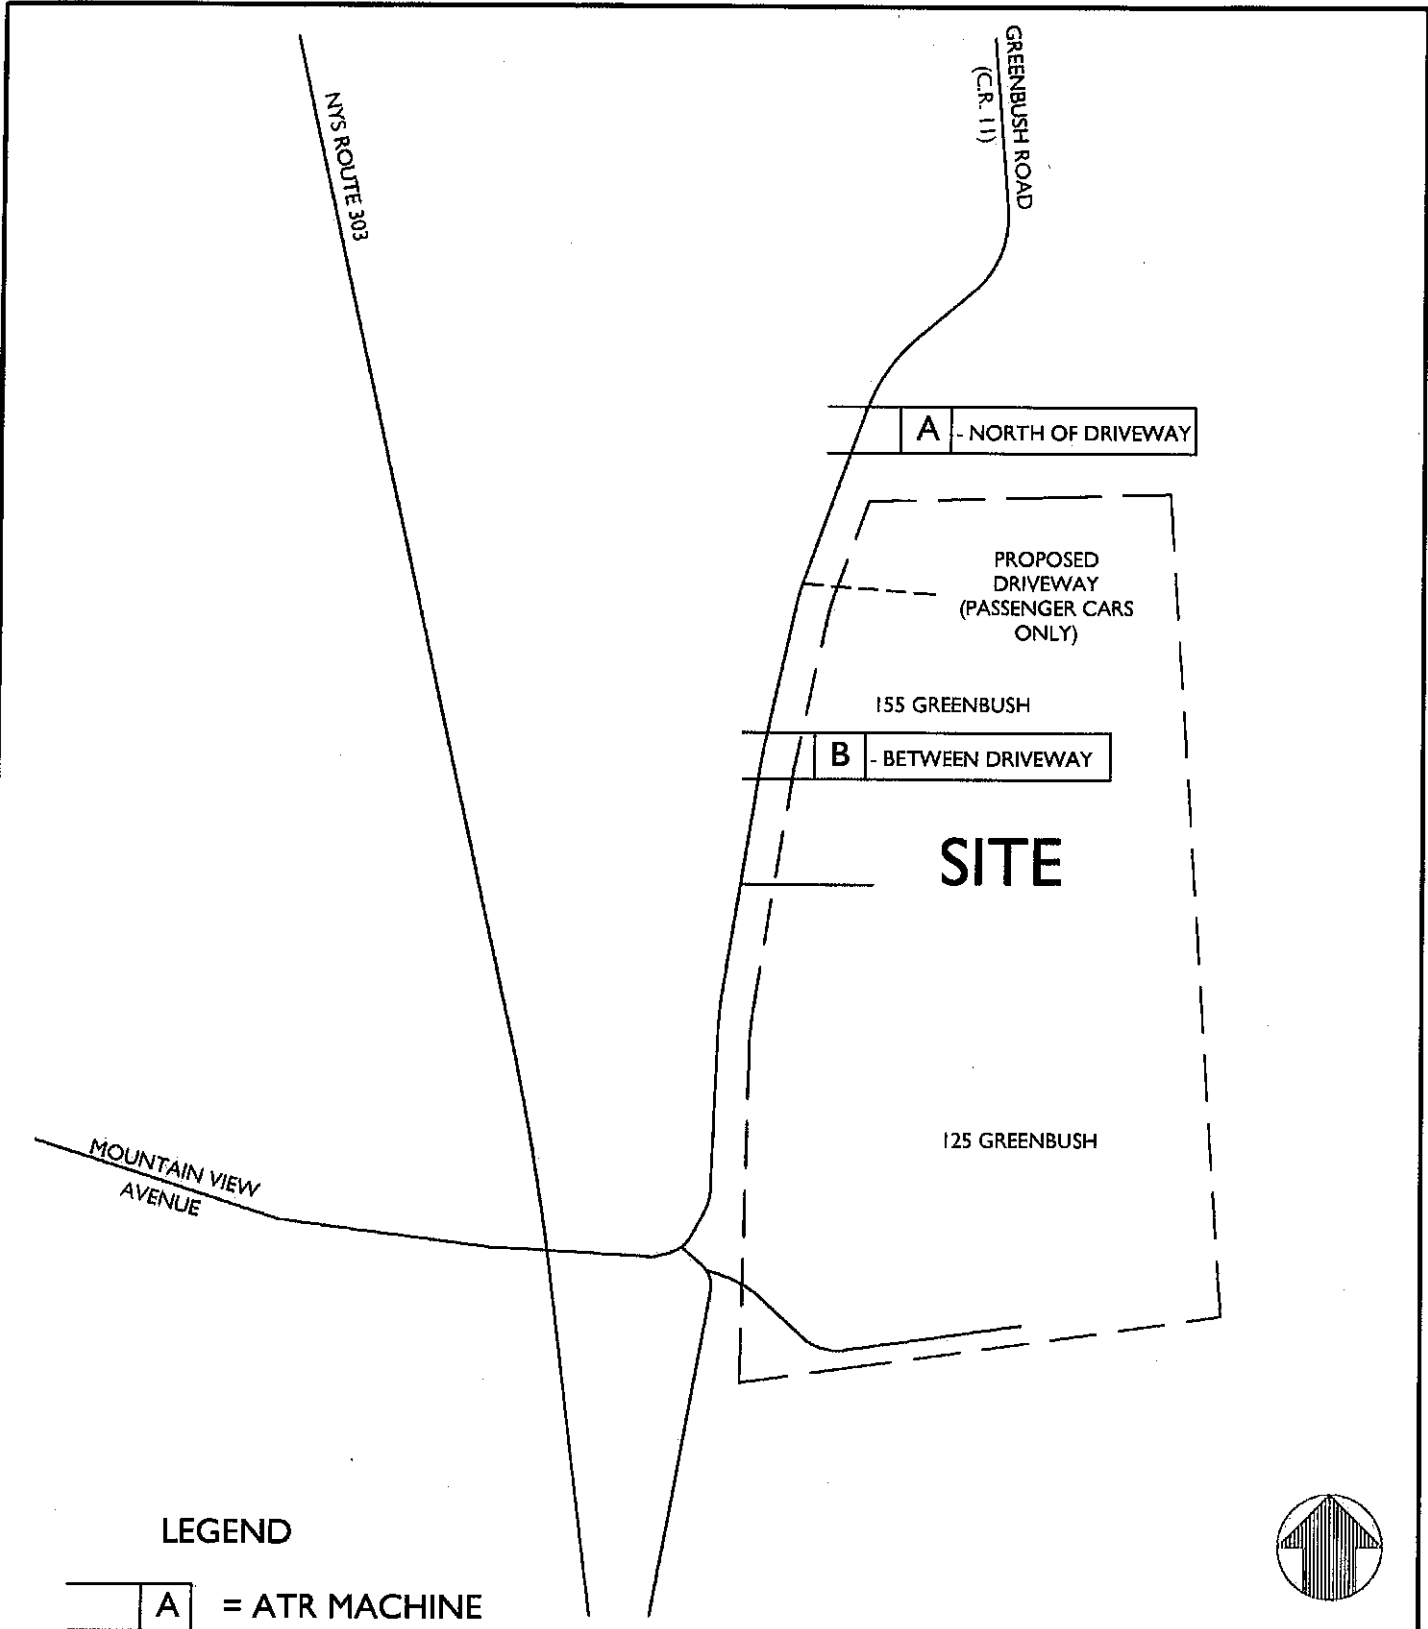 GREENBUSH ROAD
(C.R. 11)
NYS ROUTE 303
A - NORTH OF DRIVEWAY
PROPOSED
DRIVEWAY
(PASSENGER CARS
ONLY)
155 GREENBUSH
B - BETWEEN DRIVEWAY
SITE
125 GREENBUSH
MOUNTAIN VIEW
AVENUE
LEGEND
A = ATR MACHINE